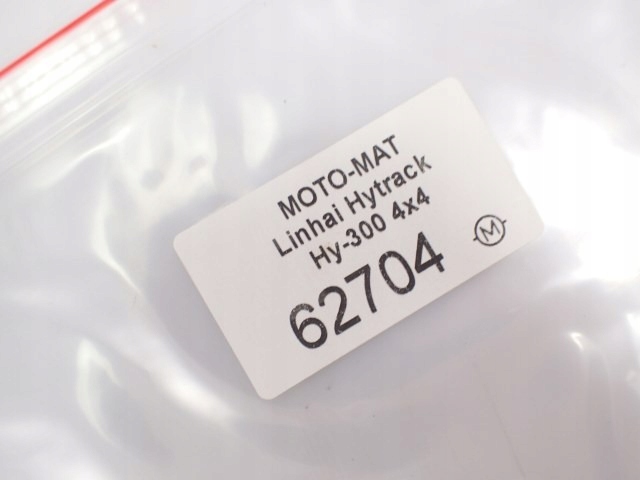 MOTO-MAT
Linhai Hytrack
Hy-300 4x4
62704
M